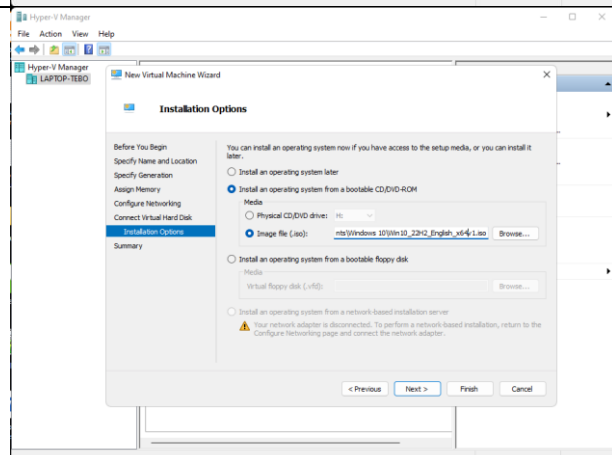 Hyper-V Manager
File Action View Help
Hyper-V Manager
LAPTOP-TEBO
New Virtual Machine Wizard
Installation Options
Before You Begin
Specify Name and Location
Specify Generation
Assign Memory
Configure Networking
Connect Virtual Hard Disk
Installation Options
Summary
You can install an operating system now if you have access to the setup media, or you can install it
later.
Install an operating system later
Install an operating system from a bootable CD/DVD-ROM
Media
Physical CD/DVD drive: H:
Image file (.iso): nts\Windows 10\Win10_22H2_English_x64v1.iso Browse...
Install an operating system from a bootable floppy disk
Media
Virtual floppy disk (.vfd): Browse...
Install an operating system from a network-based installation server
Your network adapter is disconnected. To perform a network-based installation, return to the
Configure Networking page and connect the network adapter.
< Previous Next > Finish Cancel